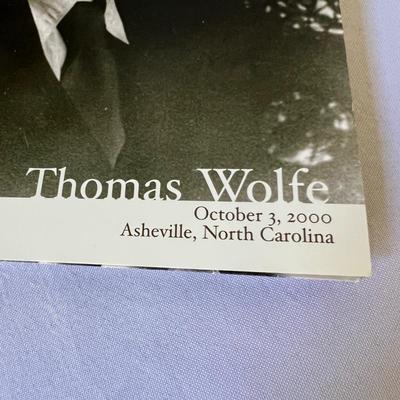 Thomas Wolfe
October 3, 2000
Asheville, North Carolina